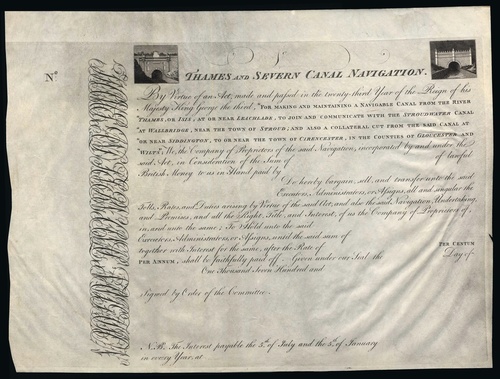 Nº
THAMES AND SEVERN CANAL NAVIGATION.
By Virtue of an Act, made and passed in the twenty-third Year of the Reign of his
Majesty King George the third, "FOR MAKING AND MAINTAINING A NAVIGABLE CANAL FROM THE RIVER
"THAMES OR ISIS, AT OR NEAR LEACHLADE, TO JOIN AND COMMUNICATE WITH THE STROUDWATER CANAL
"AT WALLBRIDGE, NEAR THE TOWN OF STROUD; AND ALSO A COLLATERAL CUT FROM THE SAID CANAL AT
"OR NEAR SIDDINGTON, TO OR NEAR THE TOWN OF CIRENCESTER, IN THE COUNTIES OF GLOUCESTER AND
"WILTS," We, the Company of Proprietors of the said Navigation, incorporated by and under the
said Act, in Consideration of the Sum of of lawful
British Money to us in Hand paid by
Do hereby bargain, sell, and transfer unto the said
Executors, Administrators, or Assigns, all and singular the
Tolls, Rates, and Duties arising by Virtue of the said Act, and also the said Navigation, Undertaking,
and Premises, and all the Right, Title, and Interest, of us the Company of Proprietors of,
in, and unto the same; To Hold unto the said
Executors, Administrators, or Assigns, until the said sum of
together with Interest for the same, after the Rate of PER CENTUM
PER ANNUM, shall be faithfully paid off. Given under our Seal the Day of
One Thousand Seven Hundred and
Signed by Order of the Committee.
N.B. The Interest payable the 5th of July and the 5th of January
in every Year, at